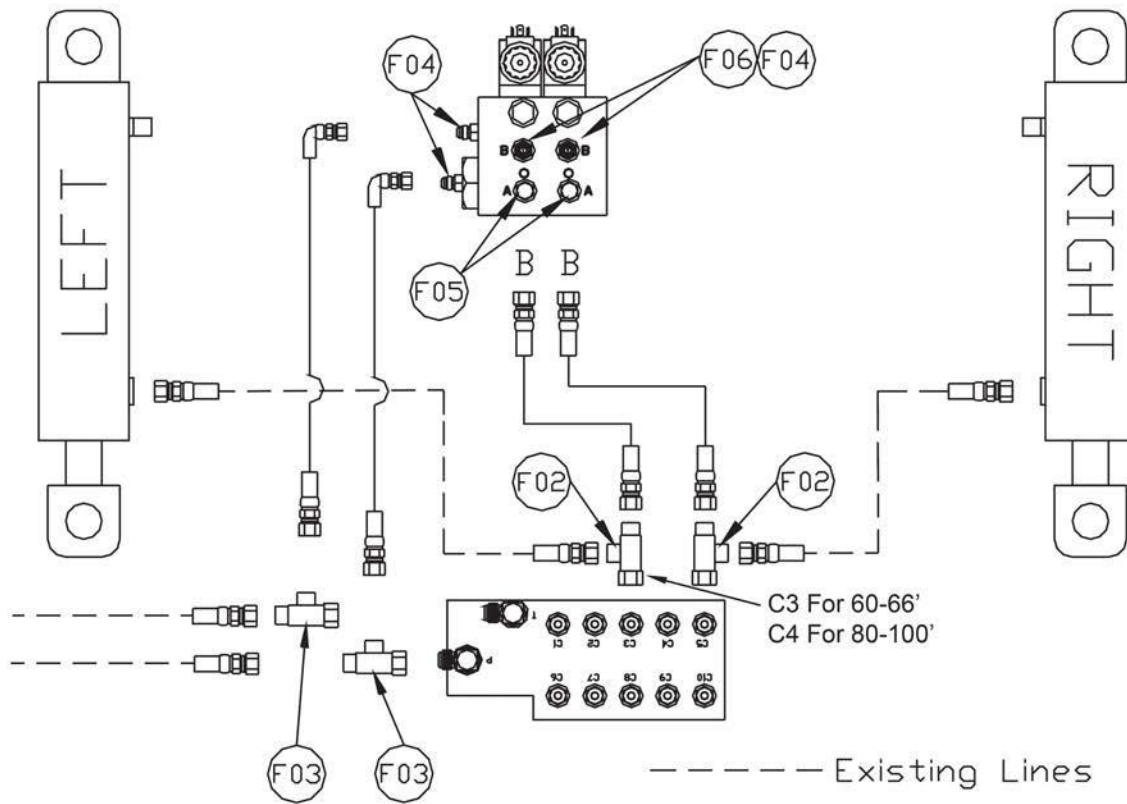 F04
F06
F04
B
B
A
A
LEFT
RIGHT
F05
B
B
F02
F02
C3 For 60-66'
C4 For 80-100'
T
C1
C2
C3
C4
C5
P
C6
C7
C8
C9
C10
F03
F03
Existing Lines